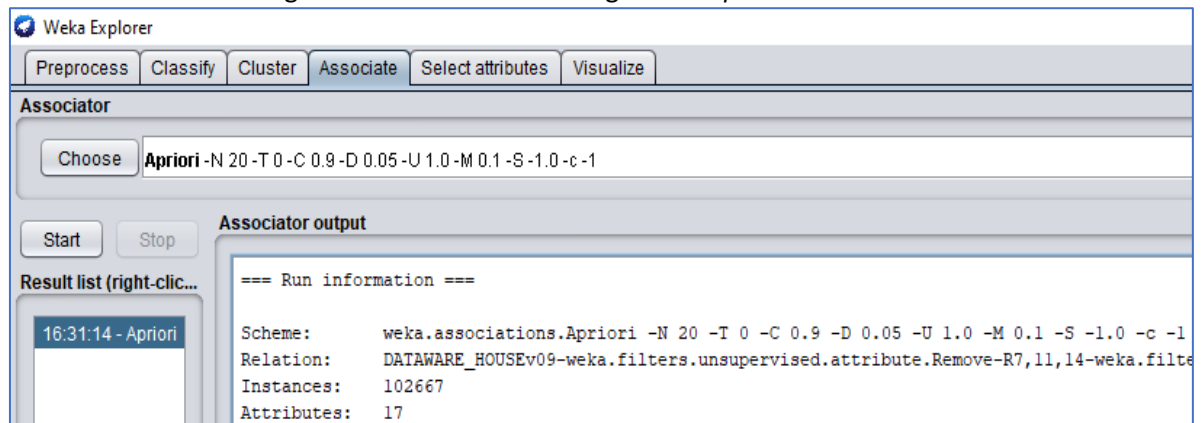 Weka Explorer
Preprocess Classify Cluster Associate Select attributes Visualize
Associator
Choose Apriori -N 20 -T 0 -C 0.9 -D 0.05 -U 1.0 -M 0.1 -S -1.0 -c -1
Start Stop
Associator output
Result list (right-clic...
16:31:14 - Apriori
=== Run information ===
Scheme: weka.associations.Apriori -N 20 -T 0 -C 0.9 -D 0.05 -U 1.0 -M 0.1 -S -1.0 -c -1
Relation: DATAWARE_HOUSEv09-weka.filters.unsupervised.attribute.Remove-R7,11,14-weka.filte
Instances: 102667
Attributes: 17